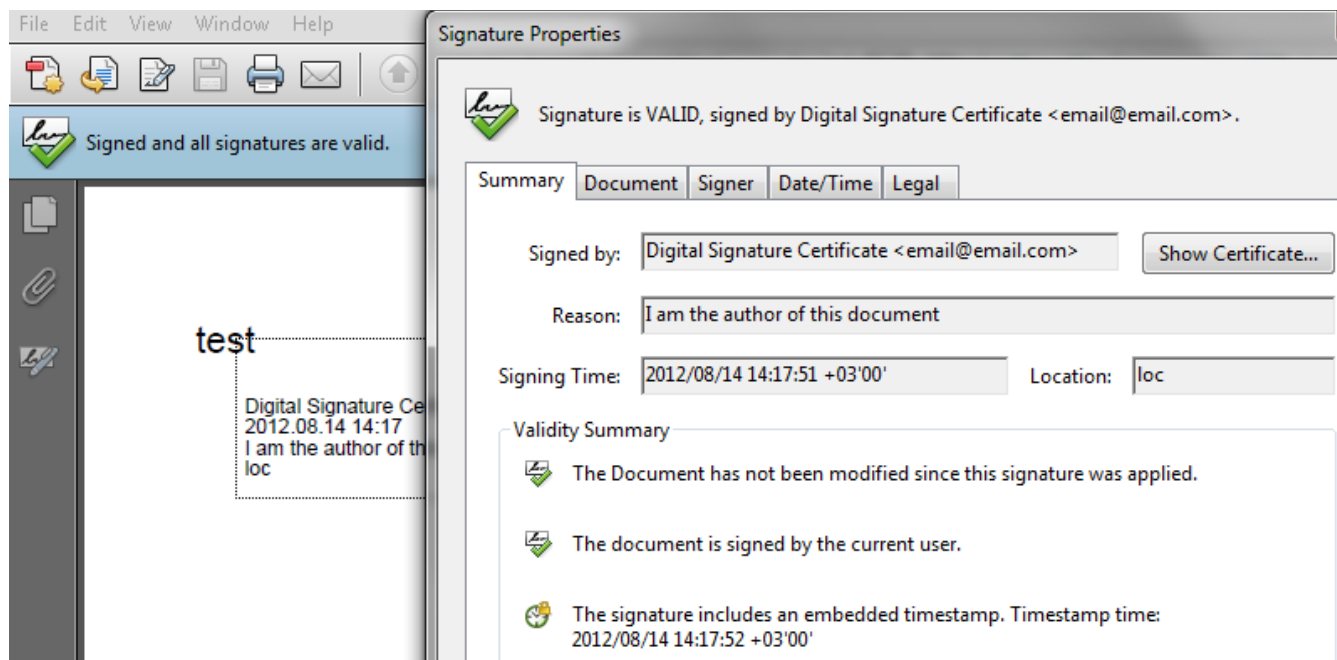 File Edit View Window Help
Signed and all signatures are valid.
test
Digital Signature Ce
2012.08.14 14:17
I am the author of th
loc
Signature Properties
Signature is VALID, signed by Digital Signature Certificate <email@email.com>.
Summary Document Signer Date/Time Legal
Signed by: Digital Signature Certificate <email@email.com> Show Certificate...
Reason: I am the author of this document
Signing Time: 2012/08/14 14:17:51 +03'00' Location: loc
Validity Summary
The Document has not been modified since this signature was applied.
The document is signed by the current user.
The signature includes an embedded timestamp. Timestamp time:
2012/08/14 14:17:52 +03'00'